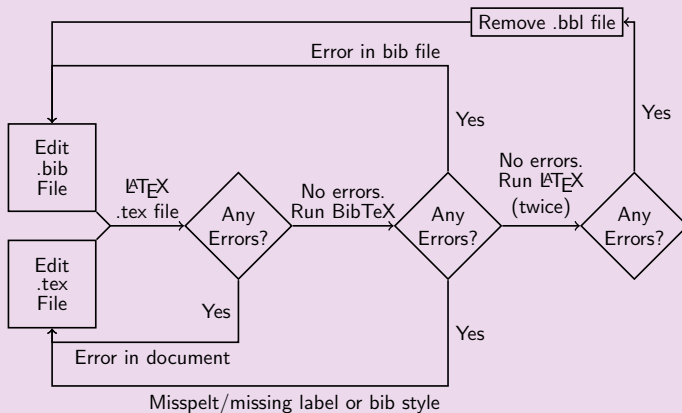 Remove .bbl file
Error in bib file
Yes
Yes
Edit
.bib
File
LATEX
.tex file
Any
Errors?
No errors.
Run BibTeX
Any
Errors?
No errors.
Run LATEX
(twice)
Any
Errors?
Edit
.tex
File
Yes
Yes
Error in document
Misspelt/missing label or bib style